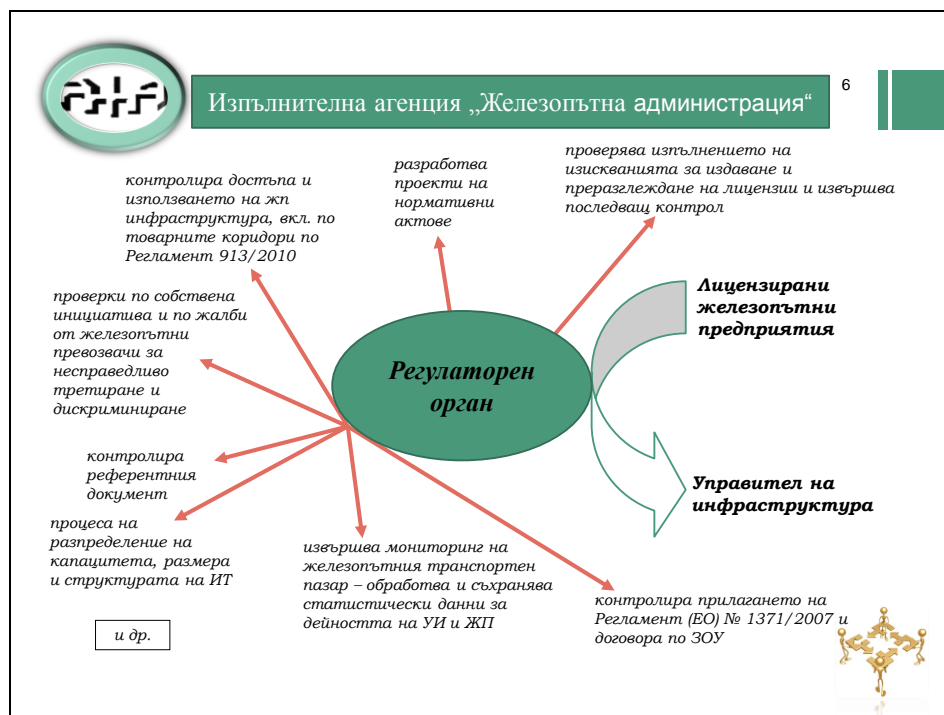 6
Изпълнителна агенция „Железопътна администрация“
контролира достъпа и
използването на жп
инфраструктура, вкл. по
товарните коридори по
Регламент 913/2010
разработва
проекти на
нормативни
актове
проверява изпълнението на
изискванията за издаване и
преразглеждане на лицензии и извършва
последващ контрол
проверки по собствена
инициатива и по жалби
от железопътни
превозвачи за
несправедливо
третиране и
дискриминиране
Лицензирани
железопътни
предприятия
Регулаторен
орган
контролира
референтния
документ
Управител на
инфраструктура
процеса на
разпределение на
капацитета, размера
и структурата на ИТ
извършва мониторинг на
железопътния транспортен
пазар – обработва и съхранява
статистически данни за
дейността на УИ и ЖП
контролира прилагането на
Регламент (ЕО) № 1371/2007 и
договора по ЗОУ
и др.